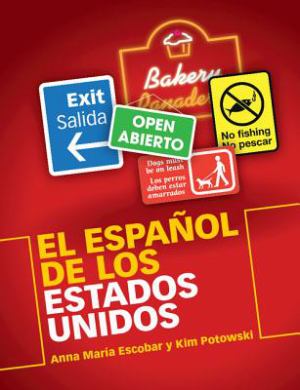 Bakery
Panadería
Exit
Salida
OPEN
ABIERTO
No fishing
No pescar
Dogs must
be on leash
Los perros
deben estar
amarrados
EL ESPAÑOL
DE LOS
ESTADOS
UNIDOS
Anna María Escobar y Kim Potowski